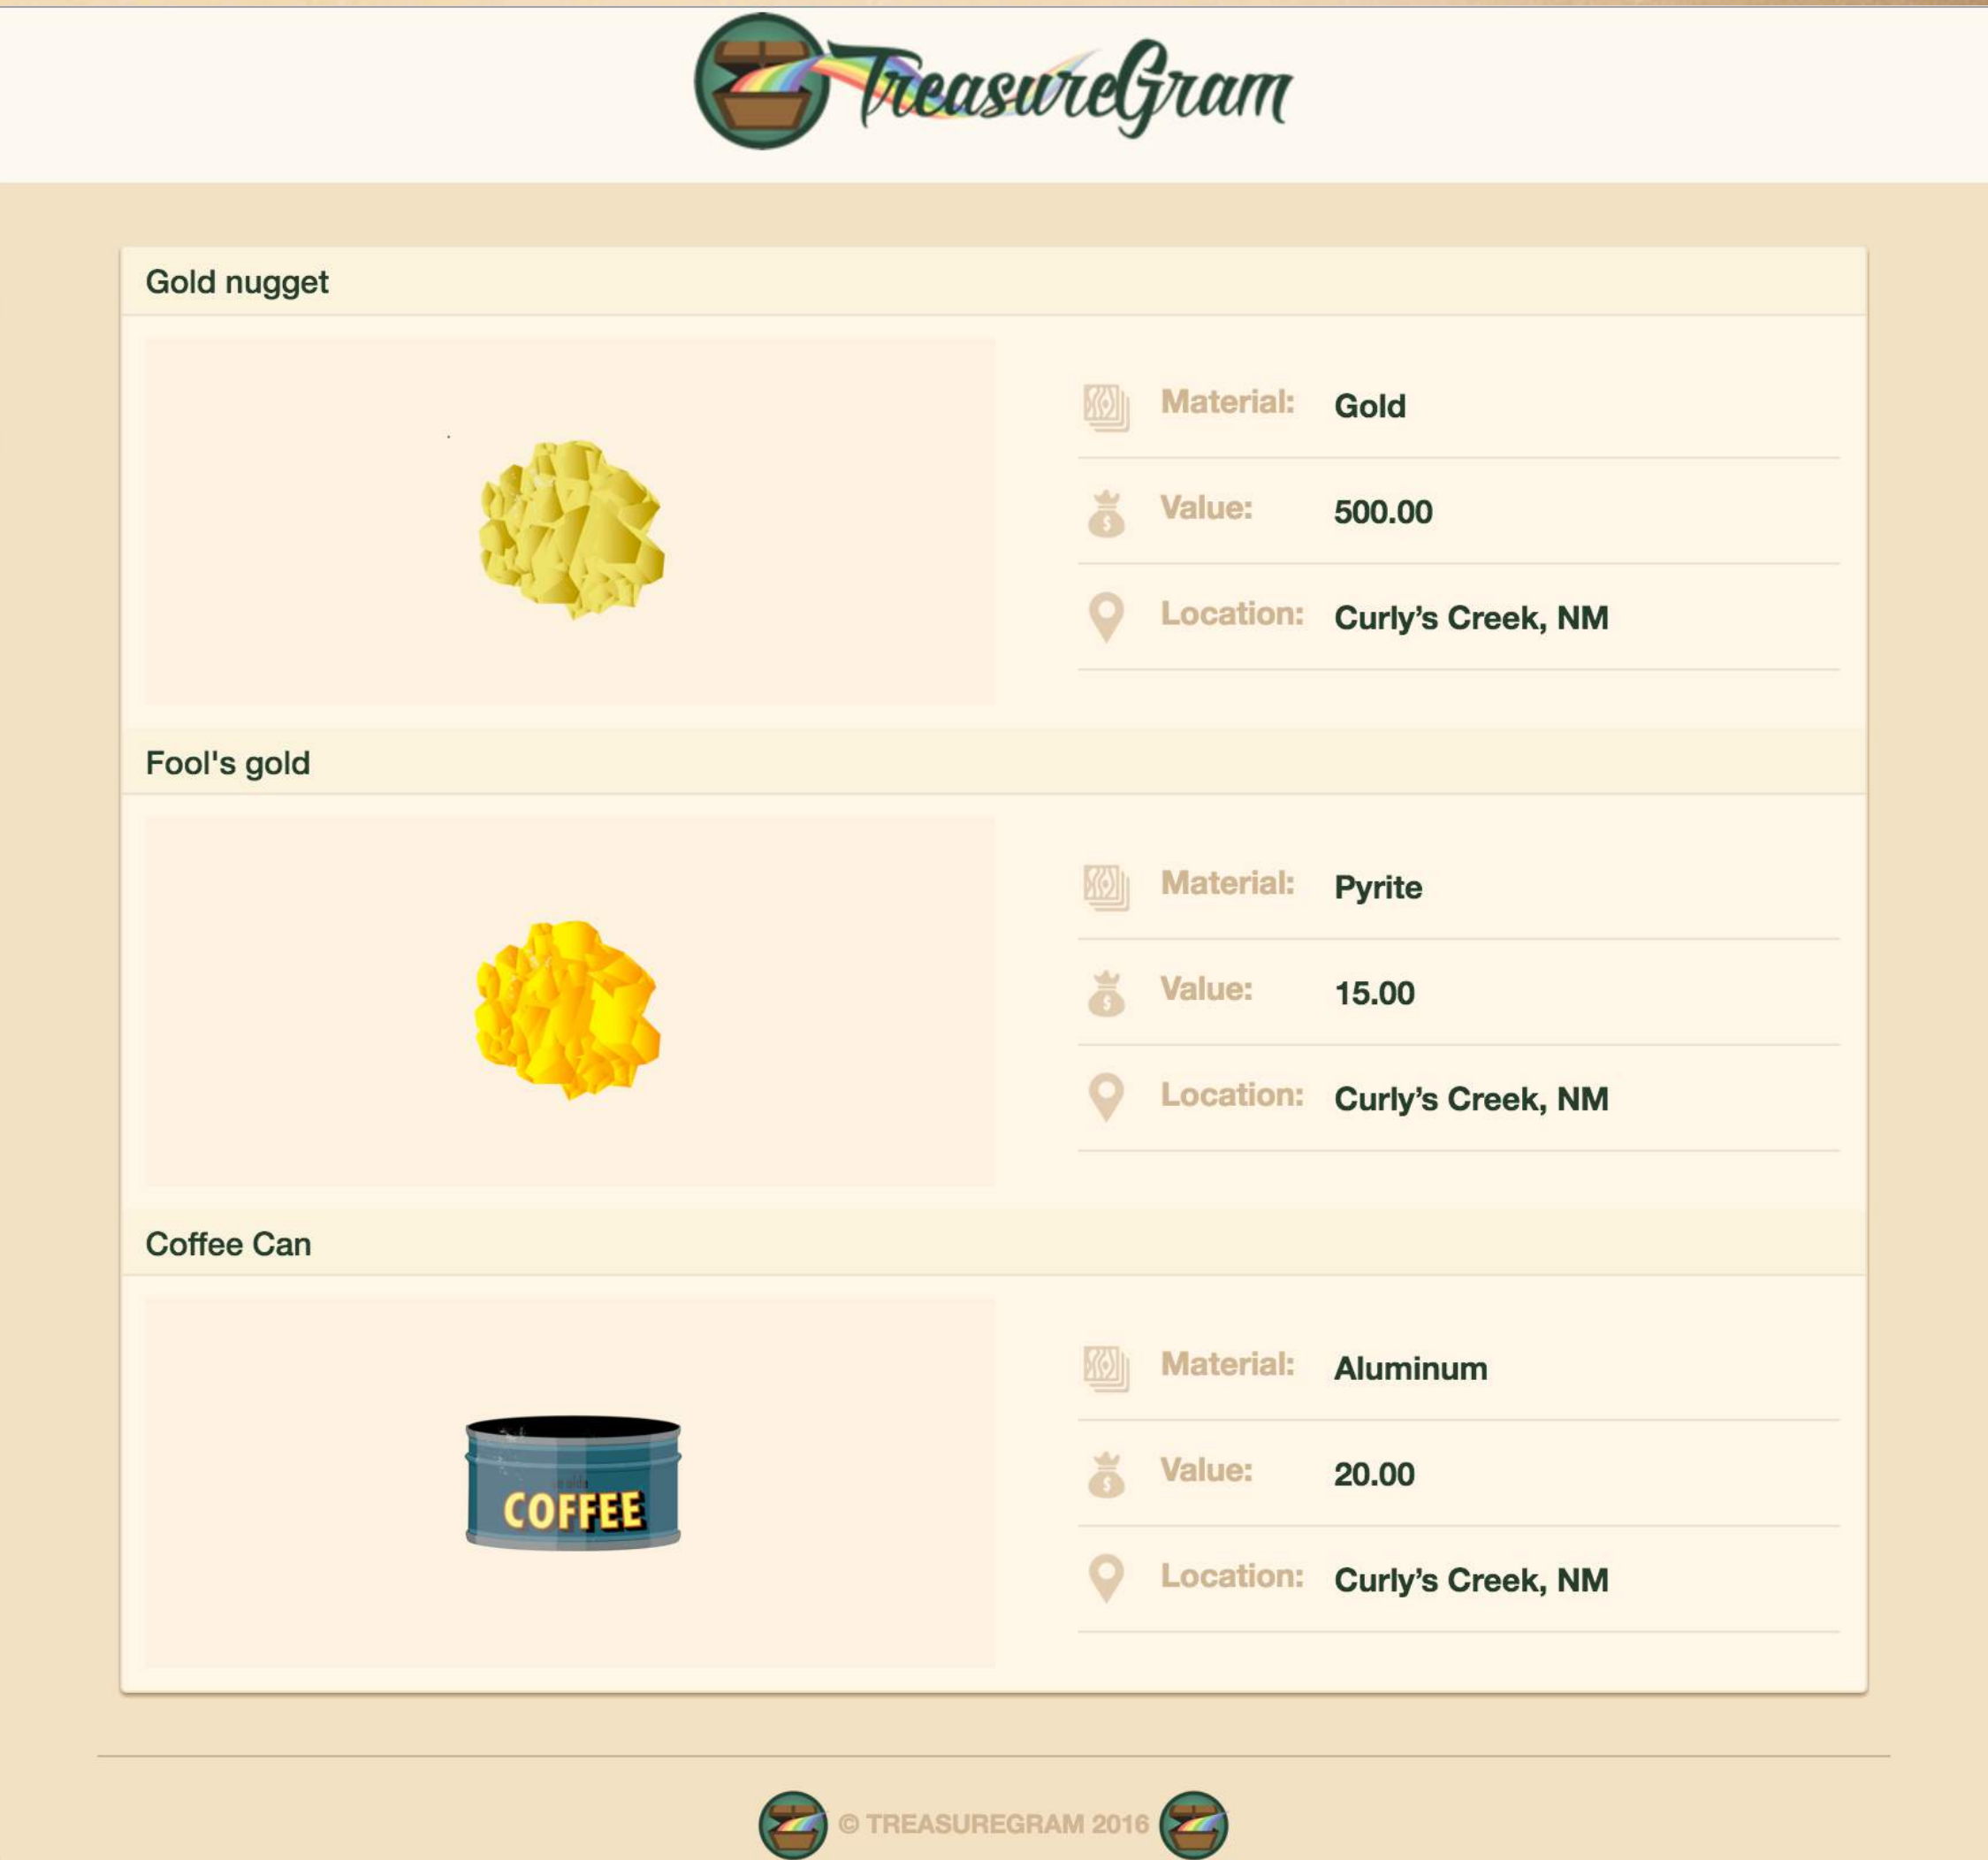 TreasureGram
Gold nugget
Material: Gold
Value: 500.00
Location: Curly’s Creek, NM
Fool's gold
Material: Pyrite
Value: 15.00
Location: Curly’s Creek, NM
Coffee Can
COFFEE
Material: Aluminum
Value: 20.00
Location: Curly’s Creek, NM
© TREASUREGRAM 2016